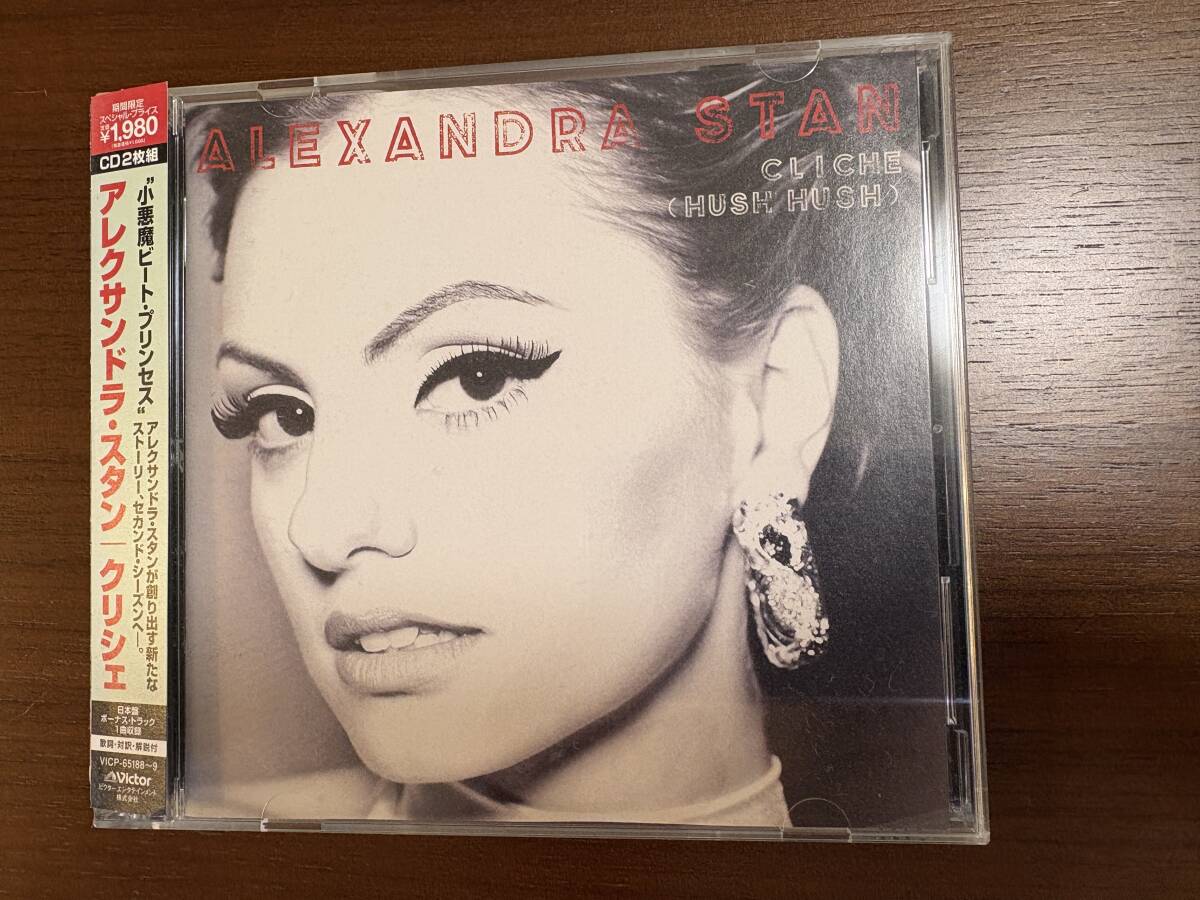 期間限定
スペシャル・プライス
¥1,980
CD2枚組
"小悪魔ビート・プリンセス"
アレクサンドラ・スタンが創り出す新たな
ストーリー、セカンド・シーズンへ―。
アレクサンドラ・スタン｜クリシェ
日本盤
ボーナス・トラック
1曲収録
歌詞・対訳・解説付
VICP-65188~9
Victor
ビクターエンタテインメント
株式会社
ALEXANDRA STAN
CLICHE
(HUSH HUSH)